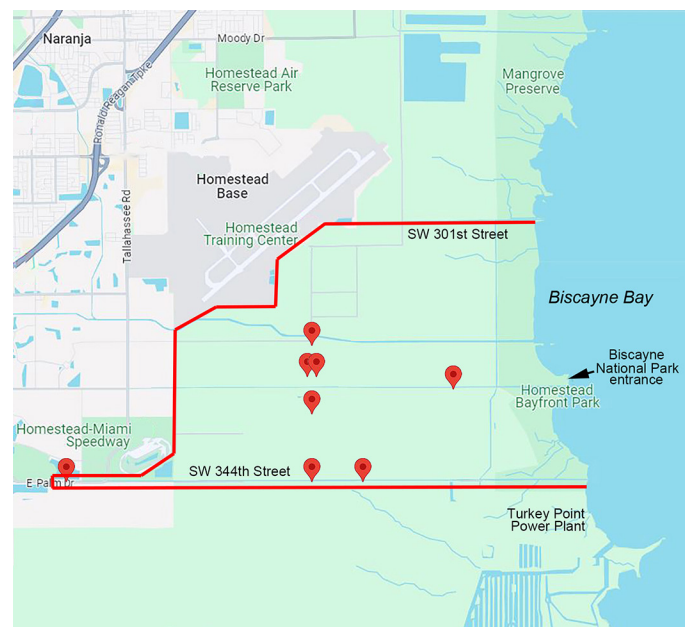 Moody Dr
Naranja
Homestead Air
Reserve Park
Mangrove
Preserve
Ronald Reagan Tpke
Tallahassee Rd
Homestead
Base
Homestead
Training Center
SW 301st Street
Biscayne Bay
Biscayne
National Park
entrance
Homestead
Bayfront Park
Homestead-Miami
Speedway
SW 344th Street
E Palm Dr
Turkey Point
Power Plant